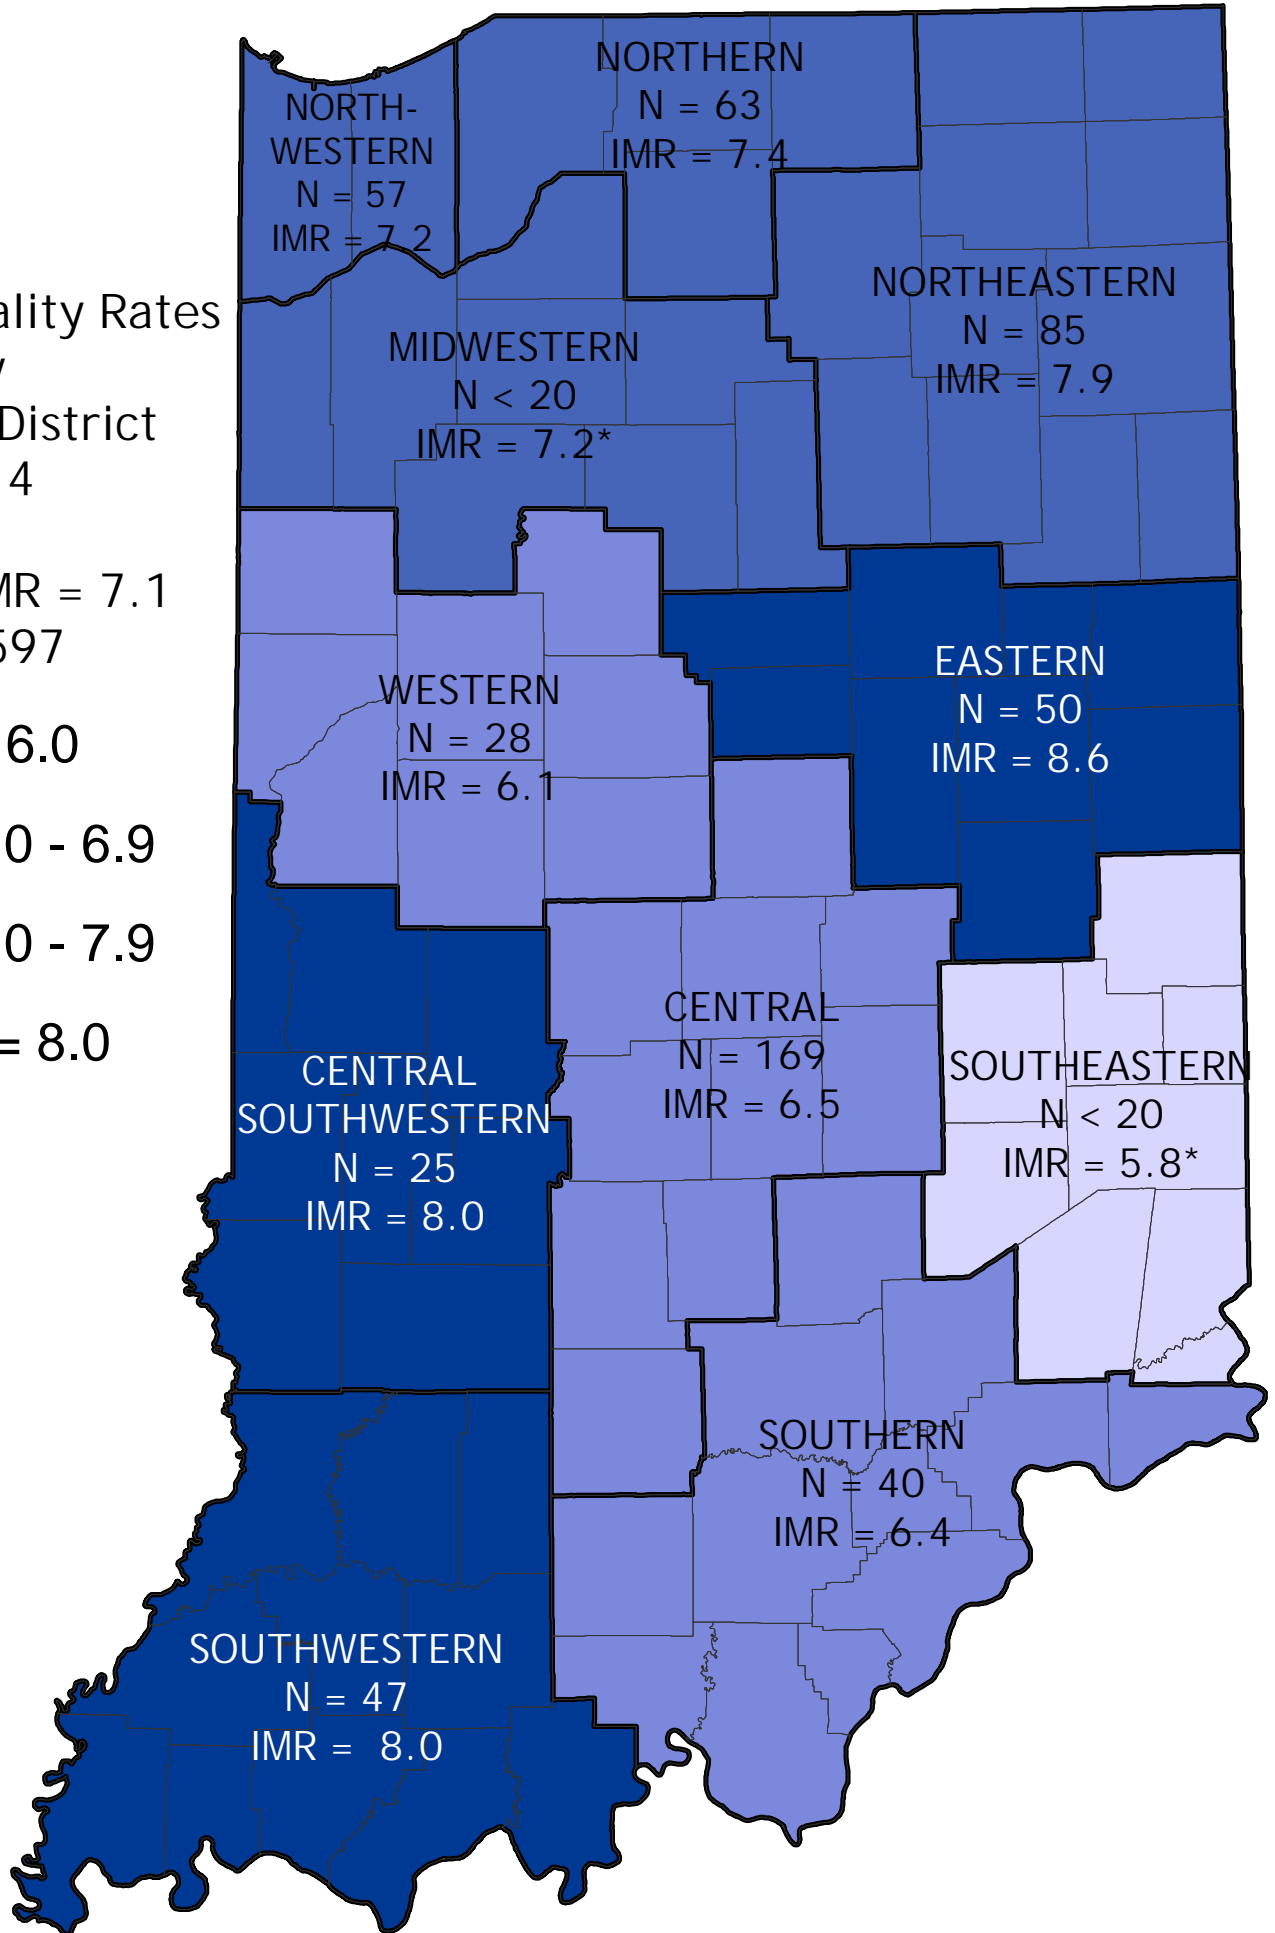 NORTHERN
N = 63
IMR = 7.4
NORTH-
WESTERN
N = 57
IMR = 7.2
NORTHEASTERN
N = 85
IMR = 7.9
ality Rates
y
District
4
MR = 7.1
597
6.0
0 - 6.9
0 - 7.9
= 8.0
MIDWESTERN
N < 20
IMR = 7.2*
WESTERN
N = 28
IMR = 6.1
EASTERN
N = 50
IMR = 8.6
CENTRAL
N = 169
IMR = 6.5
CENTRAL
SOUTHWESTERN
N = 25
IMR = 8.0
SOUTHEASTERN
N < 20
IMR = 5.8*
SOUTHERN
N = 40
IMR = 6.4
SOUTHWESTERN
N = 47
IMR = 8.0